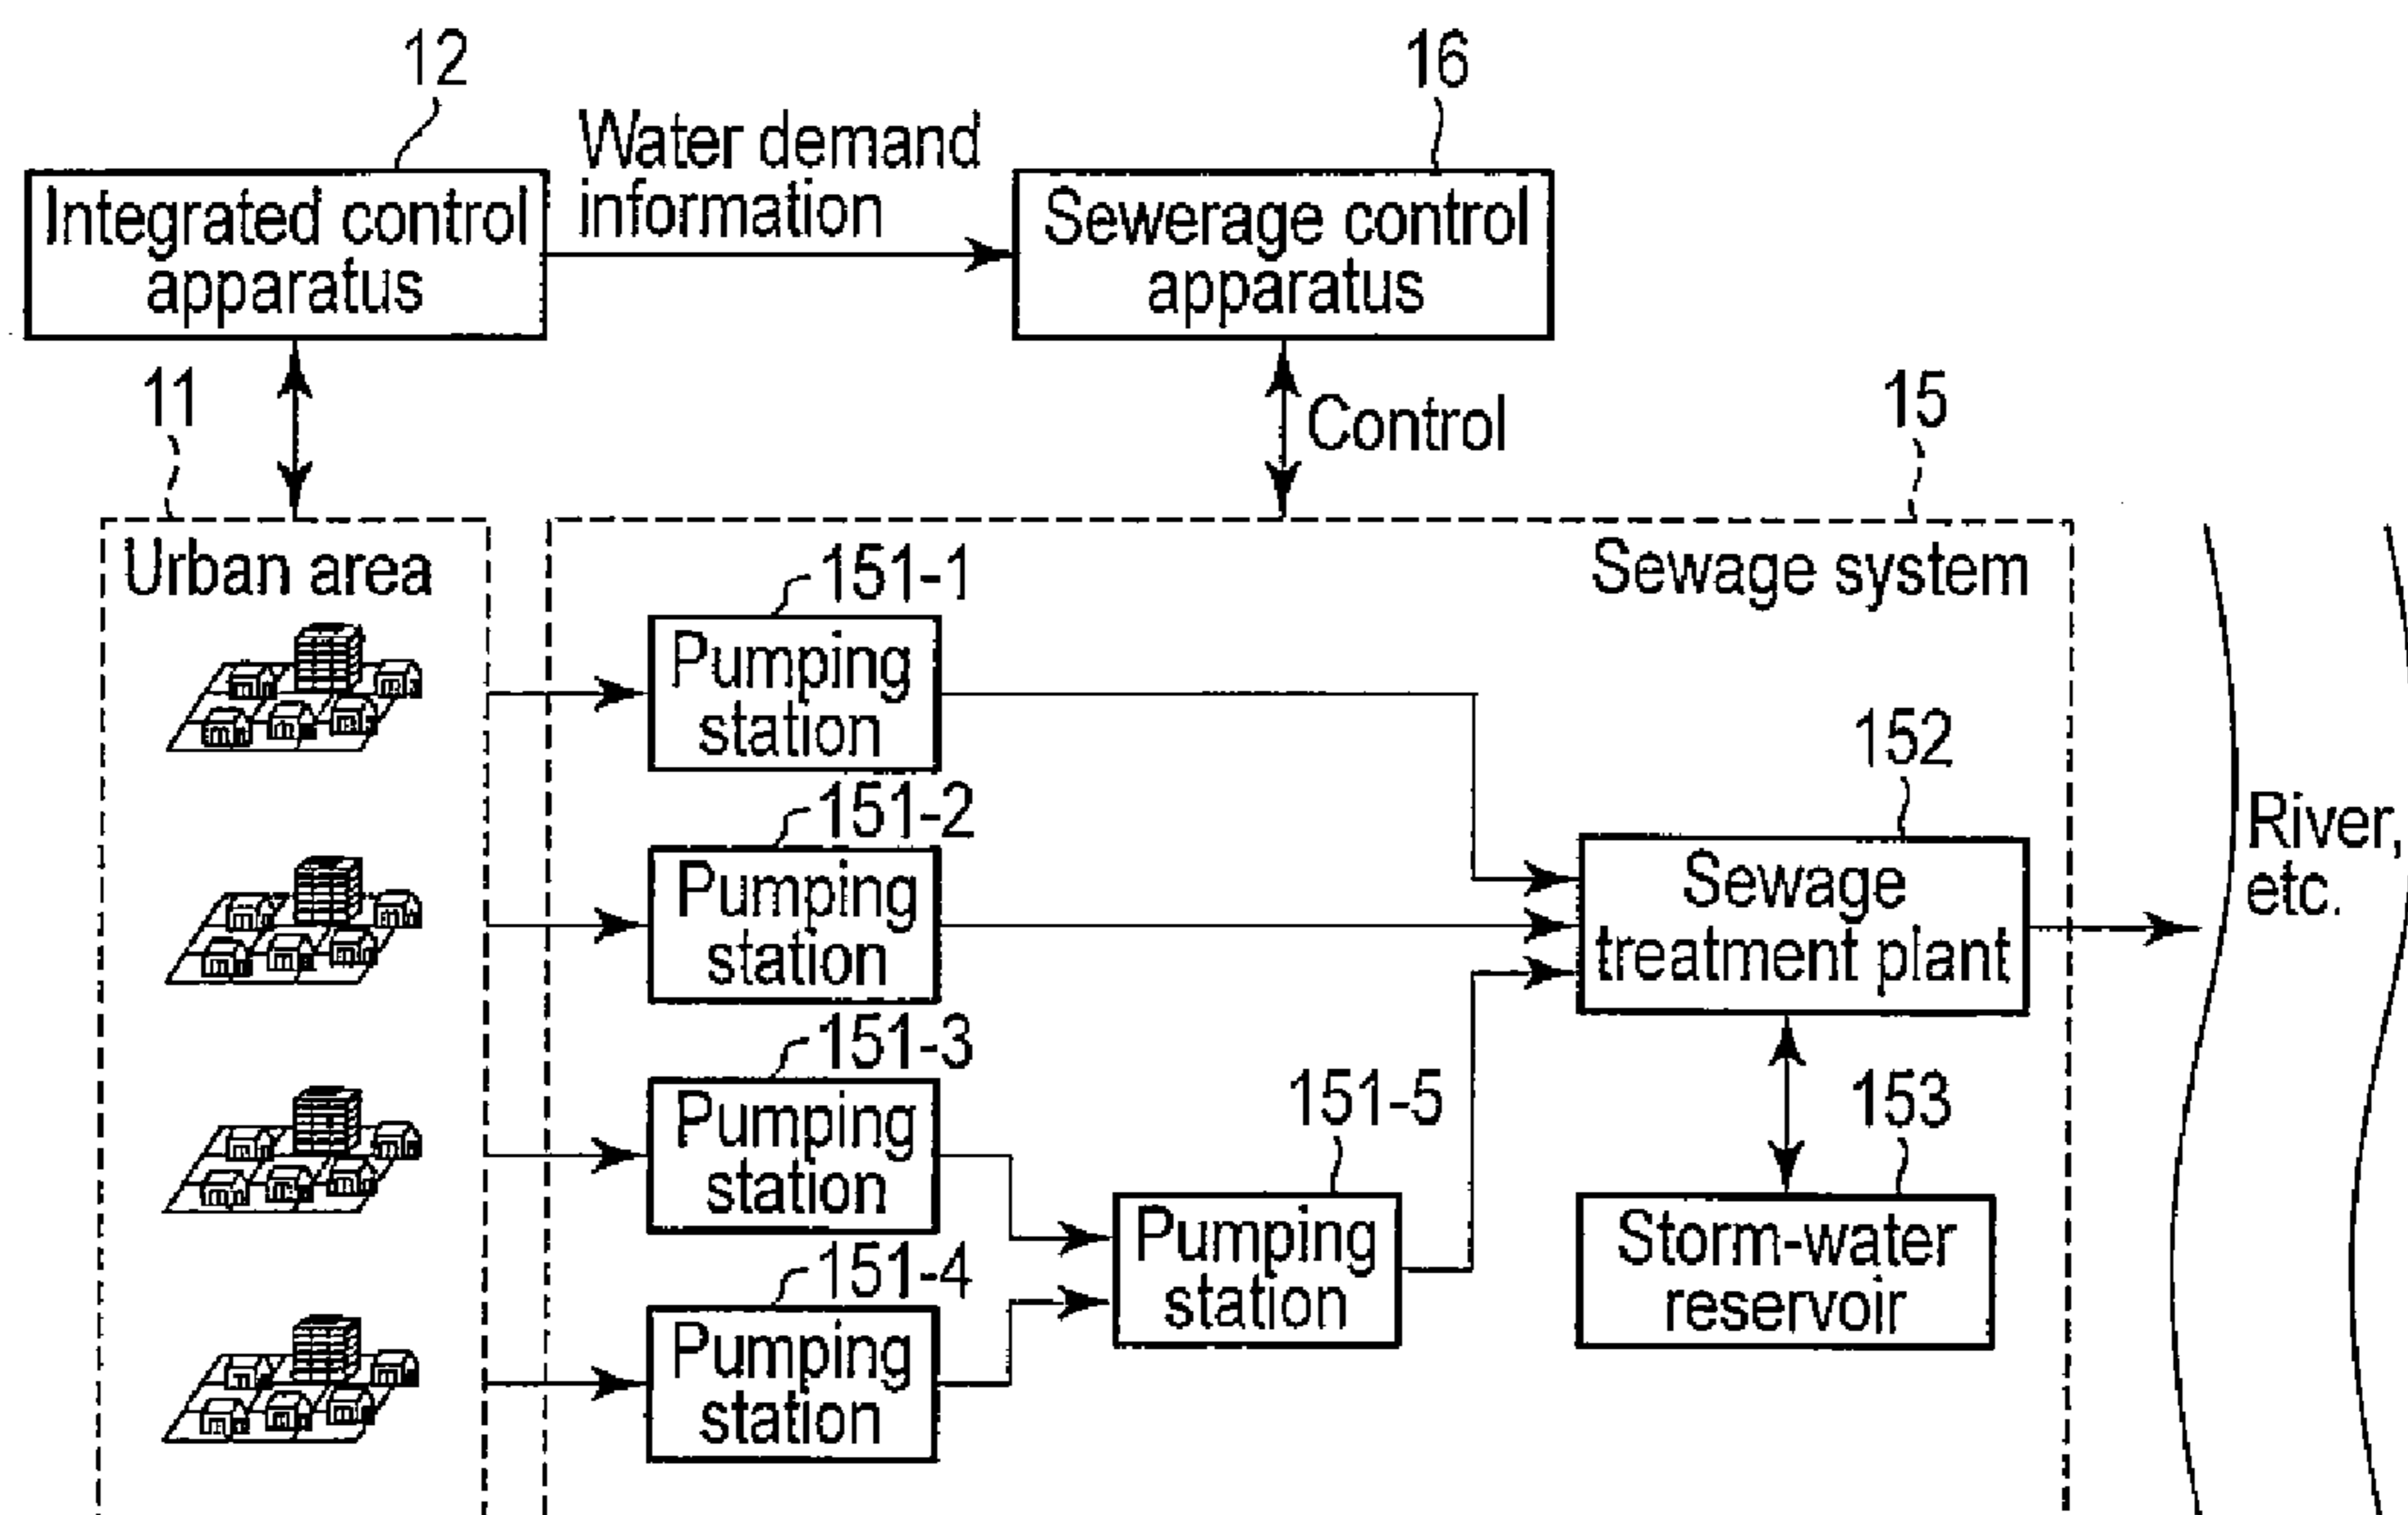 12
16
Water demand
information
Integrated control
apparatus
Sewerage control
apparatus
11
Control
15
Urban area
Sewage system
151-1
Pumping
station
152
151-2
Pumping
station
Sewage
treatment plant
River,
etc.
151-3
Pumping
station
151-5
153
Pumping
station
Storm-water
reservoir
151-4
Pumping
station